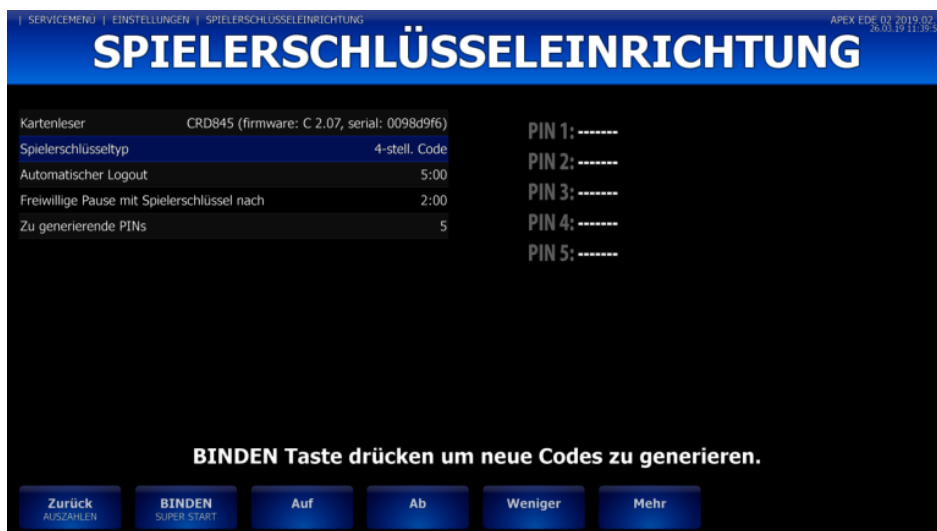 | SERVICEMENU | EINSTELLUNGEN | SPIELERSCHLÜSSELEINRICHTUNG
APEX EDE 02 2019.02.
26.03.19 11:39:5
SPIELERSCHLÜSSELEINRICHTUNG
Kartenleser CRD845 (firmware: C 2.07, serial: 0098d9f6)
Spielerschlüsseltyp 4-stell. Code
Automatischer Logout 5:00
Freiwillige Pause mit Spielerschlüssel nach 2:00
Zu generierende PINs 5
PIN 1: -------
PIN 2: -------
PIN 3: -------
PIN 4: -------
PIN 5: -------
BINDEN Taste drücken um neue Codes zu generieren.
Zurück
AUSZAHLEN
BINDEN
SUPER START
Auf
Ab
Weniger
Mehr